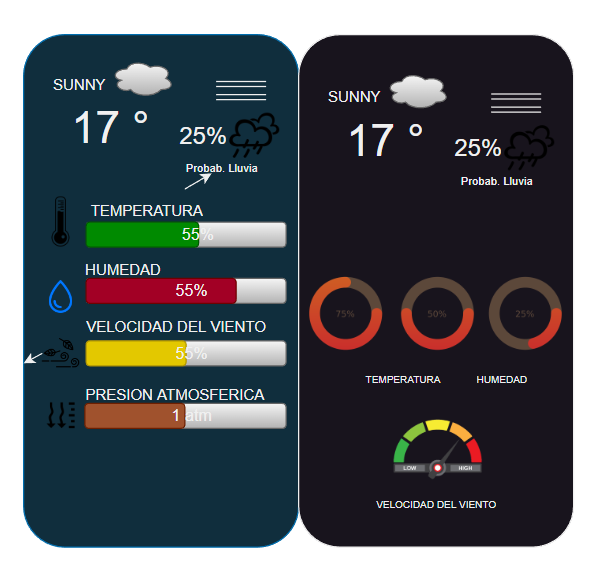 SUNNY
17 °
25%
Probab. Lluvia
TEMPERATURA
55%
HUMEDAD
55%
VELOCIDAD DEL VIENTO
55%
PRESION ATMOSFERICA
1 atm
SUNNY
17 °
25%
Probab. Lluvia
75%
50%
25%
TEMPERATURA
HUMEDAD
LOW
HIGH
VELOCIDAD DEL VIENTO